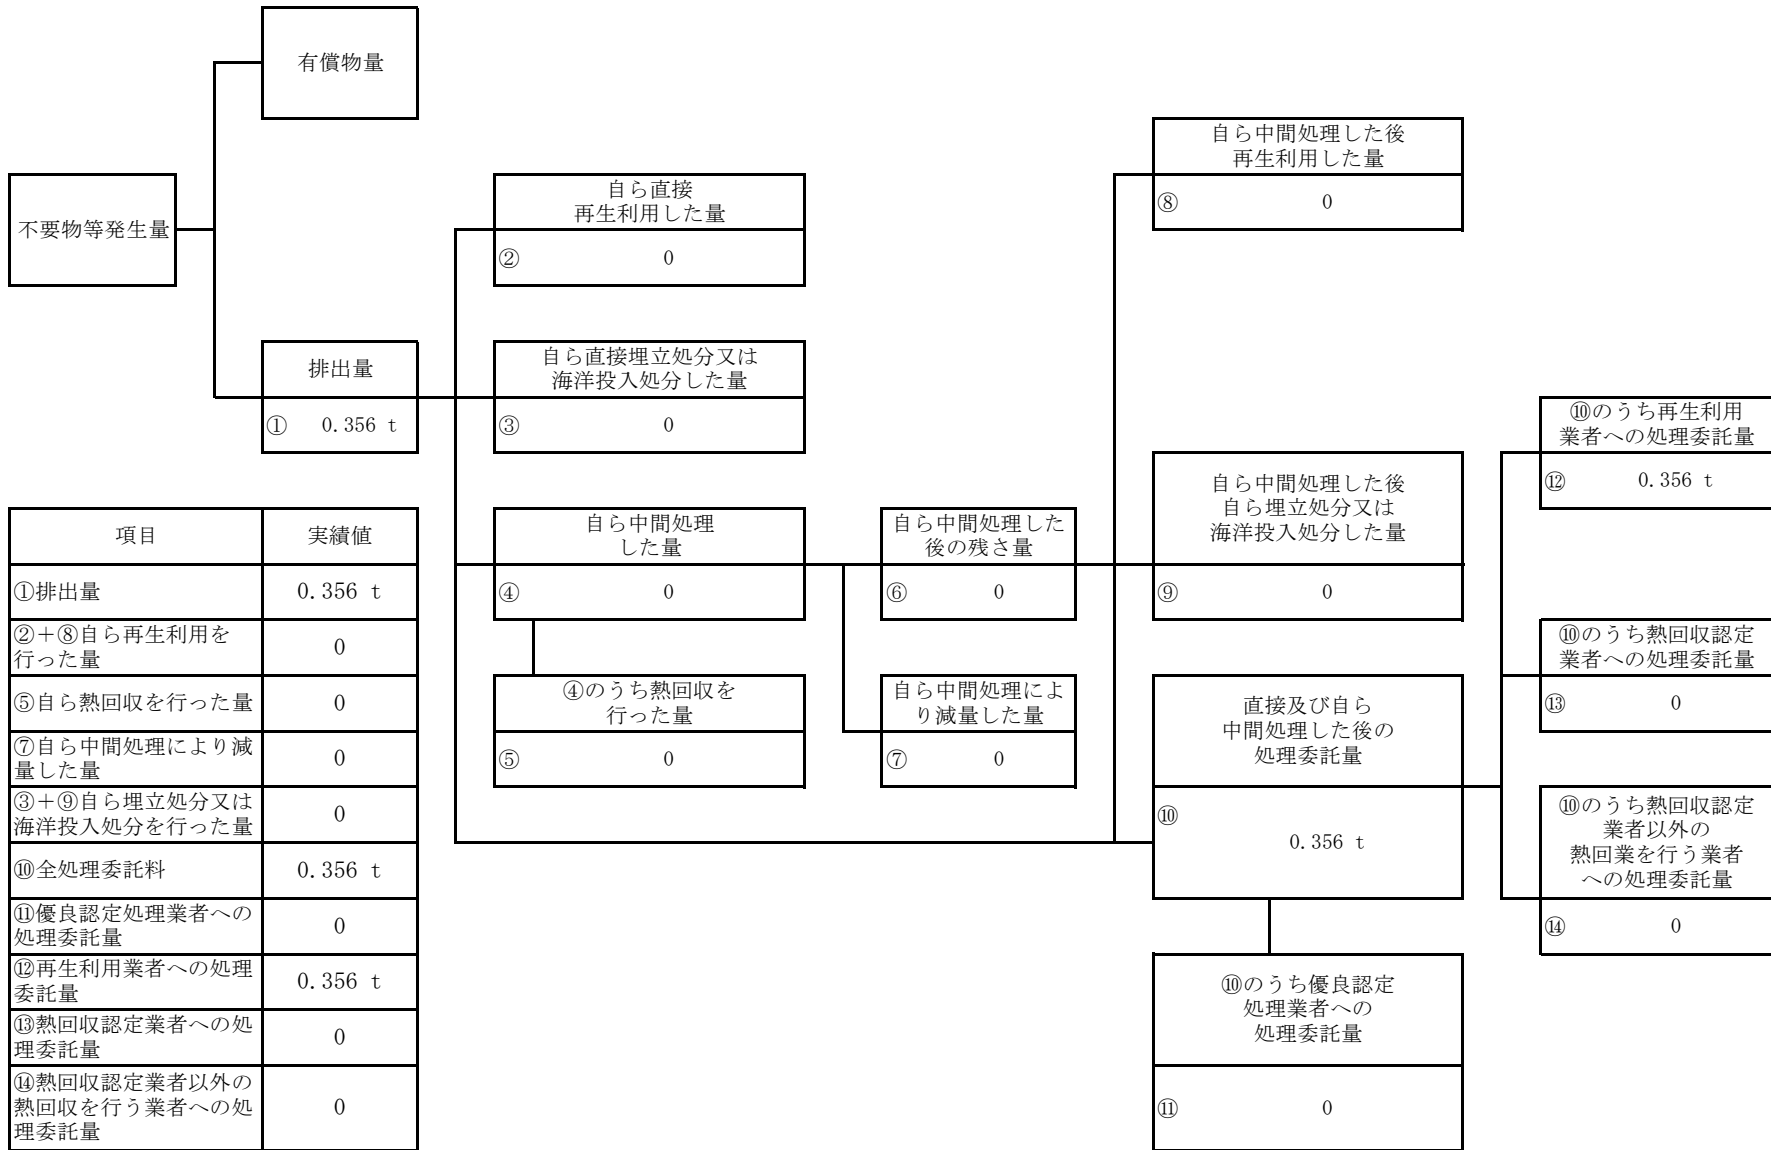 有償物量
不要物等発生量
排出量
① 0.356 t
自ら直接
再生利用した量
② 0
自ら直接埋立処分又は
海洋投入処分した量
③ 0
自ら中間処理
した量
④ 0
④のうち熱回収を
行った量
⑤ 0
自ら中間処理した
後の残さ量
⑥ 0
自ら中間処理によ
り減量した量
⑦ 0
自ら中間処理した後
再生利用した量
⑧ 0
自ら中間処理した後
自ら埋立処分又は
海洋投入処分した量
⑨ 0
直接及び自ら
中間処理した後の
処理委託量
⑩
0.356 t
⑩のうち優良認定
処理業者への
処理委託量
⑪ 0
⑩のうち再生利用
業者への処理委託量
⑫ 0.356 t
⑩のうち熱回収認定
業者への処理委託量
⑬ 0
⑩のうち熱回収認定
業者以外の
熱回業を行う業者
への処理委託量
⑭ 0
項目 実績値
①排出量 0.356 t
②＋⑧自ら再生利用を
行った量 0
⑤自ら熱回収を行った量 0
⑦自ら中間処理により減
量した量 0
③＋⑨自ら埋立処分又は
海洋投入処分を行った量 0
⑩全処理委託料 0.356 t
⑪優良認定処理業者への
処理委託量 0
⑫再生利用業者への処理
委託量 0.356 t
⑬熱回収認定業者への処
理委託量 0
⑭熱回収認定業者以外の
熱回収を行う業者への処
理委託量 0